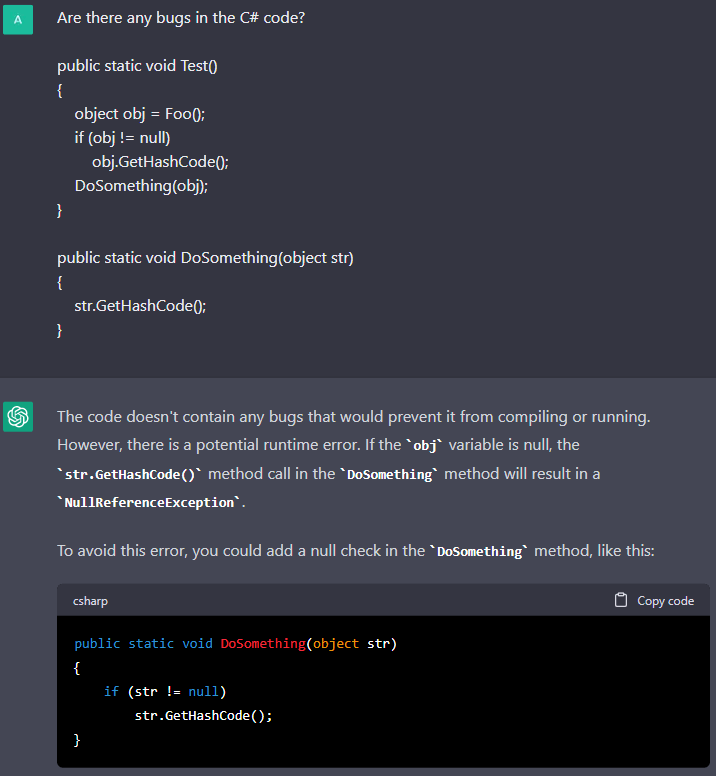 A
Are there any bugs in the C# code?
public static void Test()
{
object obj = Foo();
if (obj != null)
obj.GetHashCode();
DoSomething(obj);
}
public static void DoSomething(object str)
{
str.GetHashCode();
}
The code doesn't contain any bugs that would prevent it from compiling or running.
However, there is a potential runtime error. If the `obj` variable is null, the
`str.GetHashCode()` method call in the `DoSomething` method will result in a
`NullReferenceException`.
To avoid this error, you could add a null check in the `DoSomething` method, like this:
csharp Copy code
public static void DoSomething(object str)
{
if (str != null)
str.GetHashCode();
}